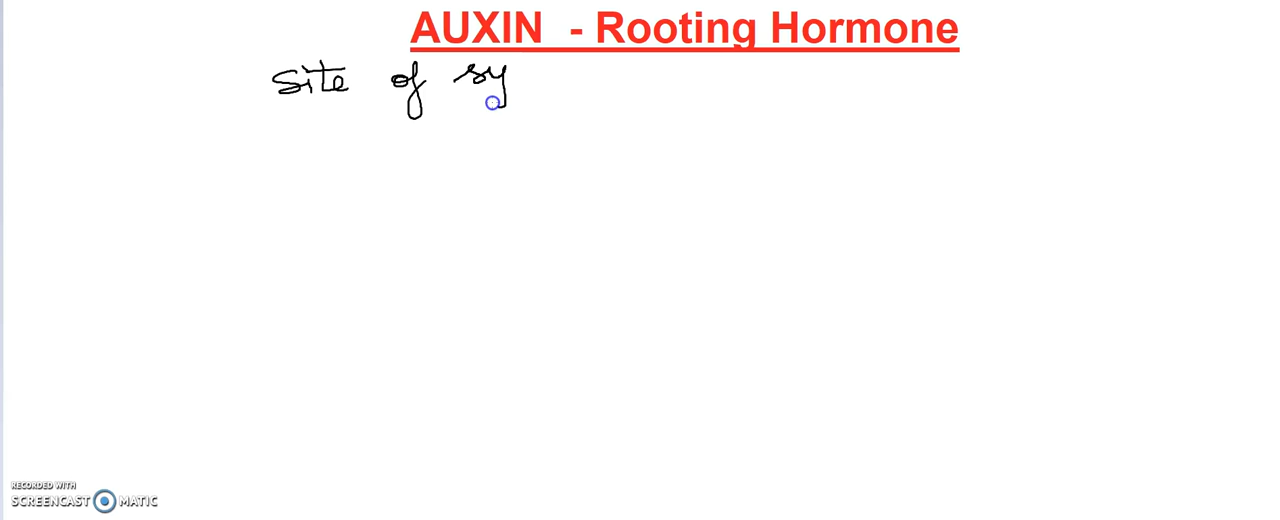 AUXIN - Rooting Hormone
Site of sy
RECORDED WITH
SCREENCAST MATIC